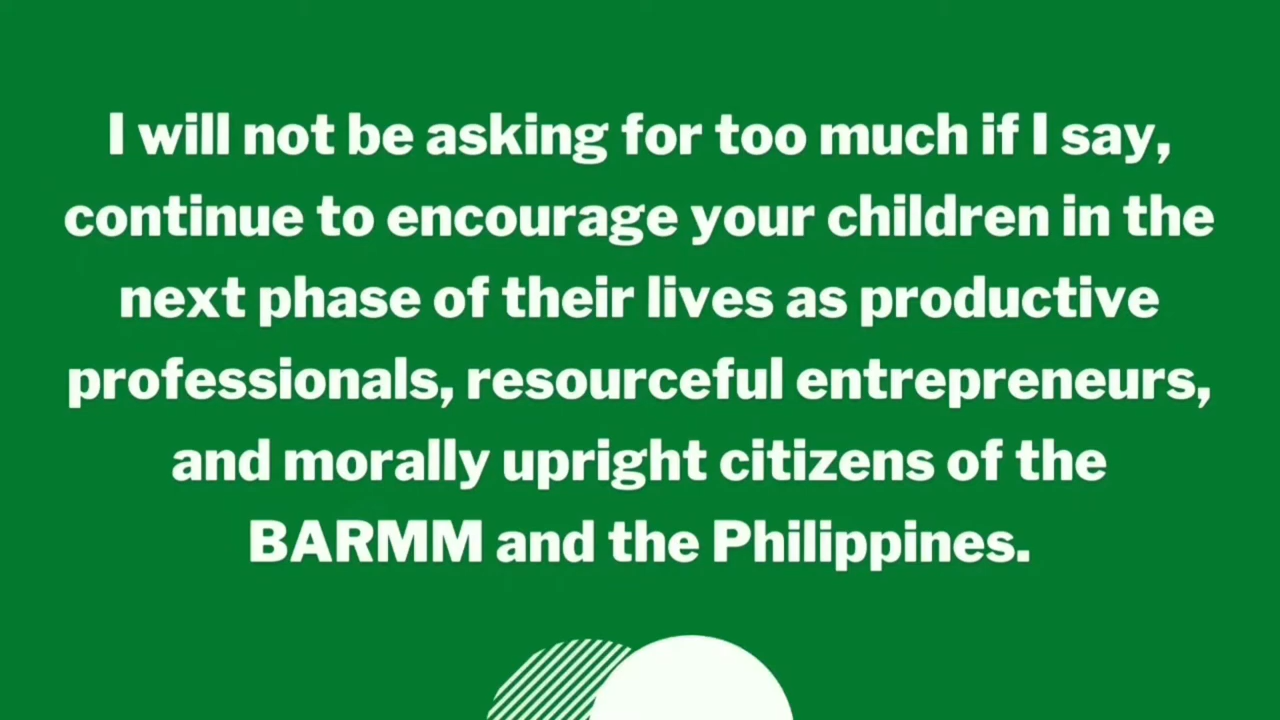 I will not be asking for too much if I say,
continue to encourage your children in the
next phase of their lives as productive
professionals, resourceful entrepreneurs,
and morally upright citizens of the
BARMM and the Philippines.